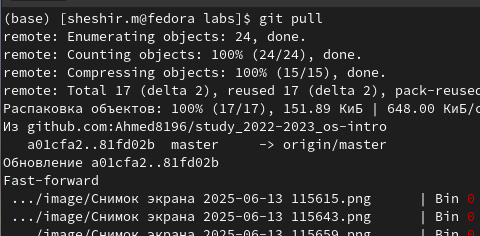 (base) [sheshir.m@fedora labs]$ git pull
remote: Enumerating objects: 24, done.
remote: Counting objects: 100% (24/24), done.
remote: Compressing objects: 100% (15/15), done.
remote: Total 17 (delta 2), reused 17 (delta 2), pack-reused
Распаковка объектов: 100% (17/17), 151.89 КиБ | 648.00 КиБ/с
Из github.com:Ahmed8196/study_2022-2023_os-intro
a01cfa2..81fd02b master -> origin/master
Обновление a01cfa2..81fd02b
Fast-forward
.../image/Снимок экрана 2025-06-13 115615.png | Bin 0
.../image/Снимок экрана 2025-06-13 115643.png | Bin 0
.../image/Снимок экрана 2025-06-13 115659.png | Bin 0